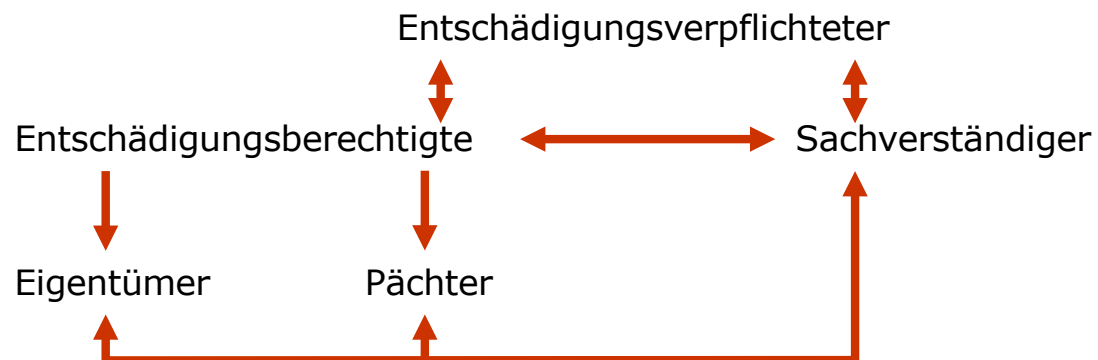 Entschädigungsverpflichteter
Entschädigungsberechtigte Sachverständiger
Eigentümer Pächter